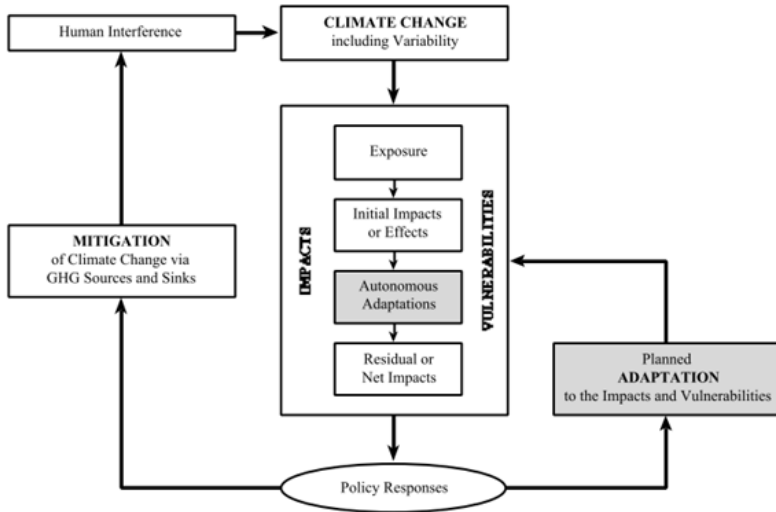 Human Interference
CLIMATE CHANGE
including Variability
Exposure
Initial Impacts
or Effects
Autonomous
Adaptations
Residual or
Net Impacts
IMPACTS
VULNERABILITIES
MITIGATION
of Climate Change via
GHG Sources and Sinks
Planned
ADAPTATION
to the Impacts and Vulnerabilities
Policy Responses